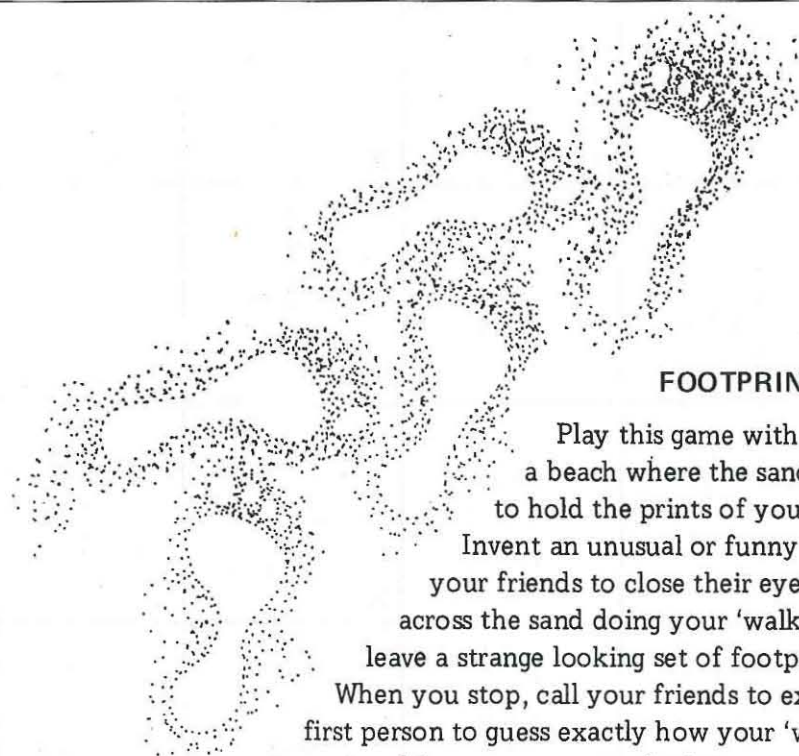 FOOTPRIN
Play this game with
a beach where the sand
to hold the prints of you
Invent an unusual or funny
your friends to close their eye
across the sand doing your ‘walk
leave a strange looking set of footp
When you stop, call your friends to ex
first person to guess exactly how your ‘